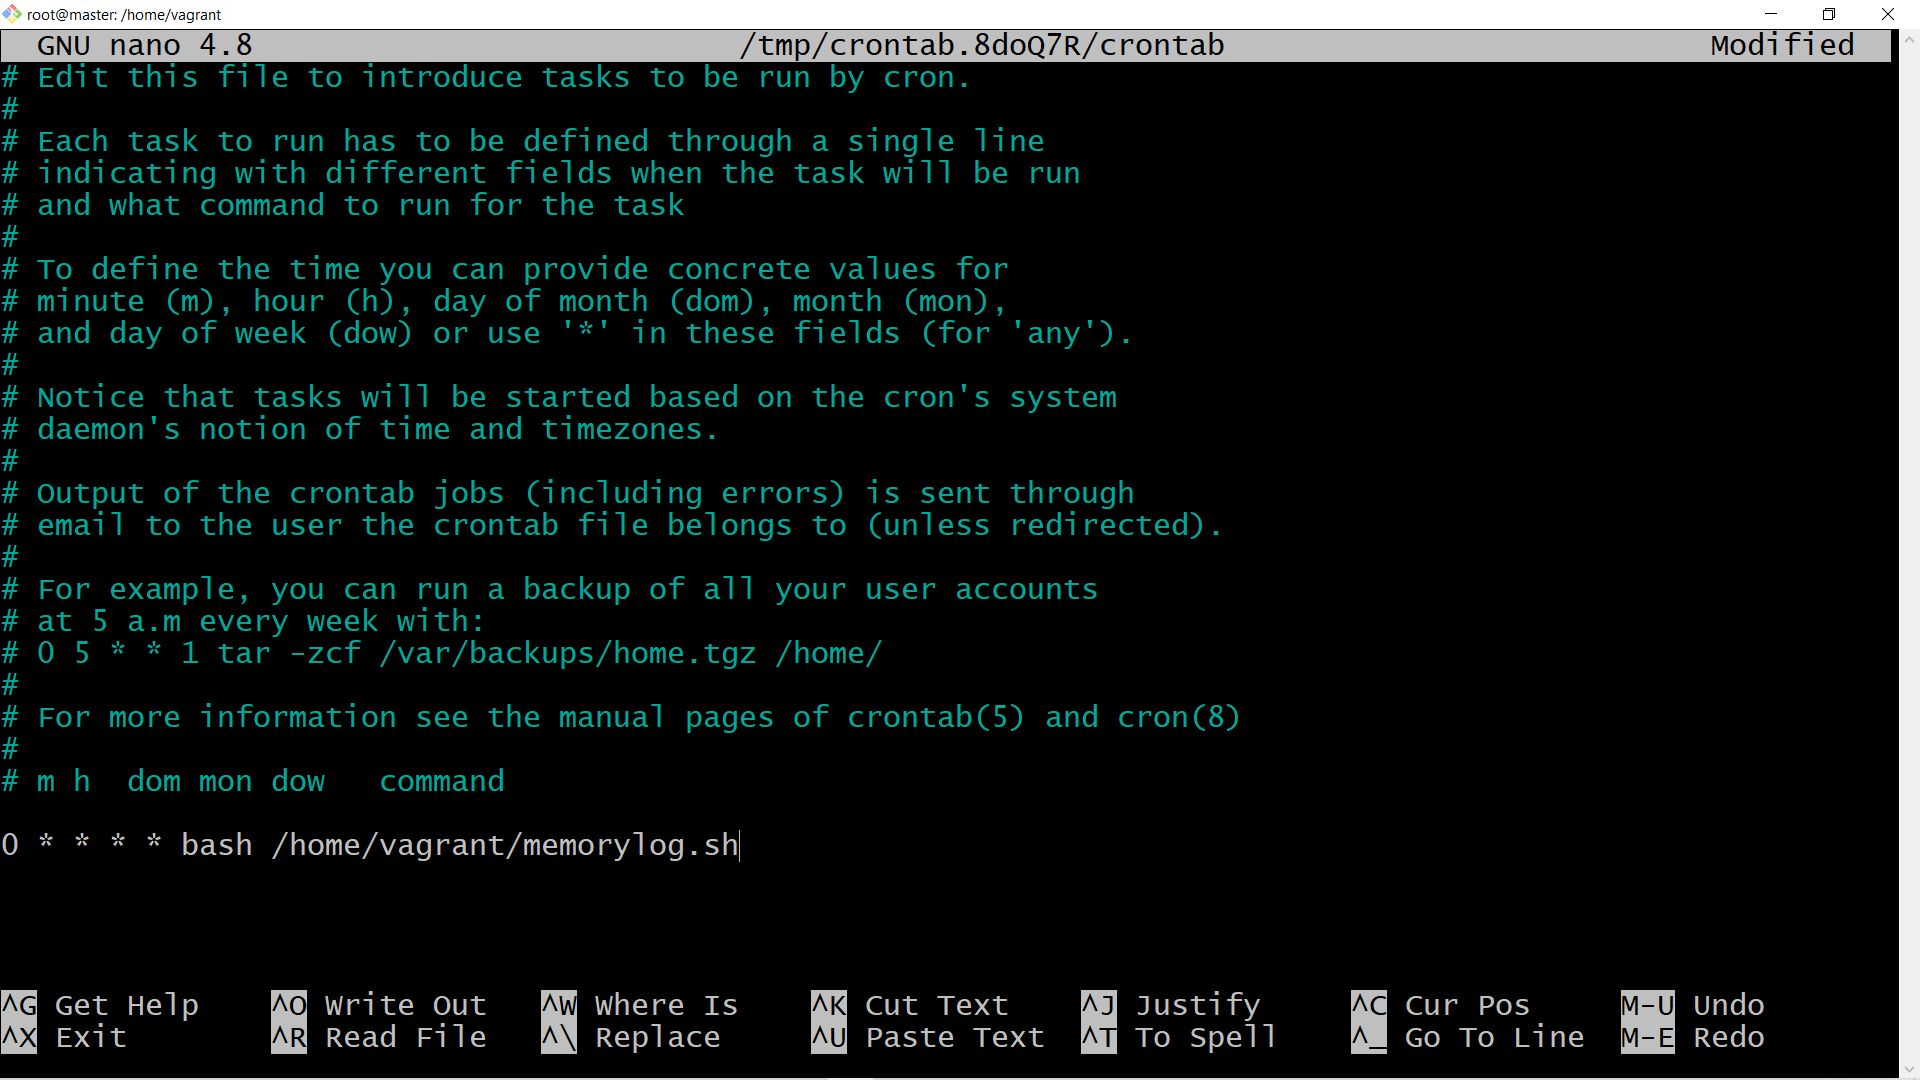 root@master: /home/vagrant
GNU nano 4.8 /tmp/crontab.8doQ7R/crontab Modified
# Edit this file to introduce tasks to be run by cron.
#
# Each task to run has to be defined through a single line
# indicating with different fields when the task will be run
# and what command to run for the task
#
# To define the time you can provide concrete values for
# minute (m), hour (h), day of month (dom), month (mon),
# and day of week (dow) or use '*' in these fields (for 'any').
#
# Notice that tasks will be started based on the cron's system
# daemon's notion of time and timezones.
#
# Output of the crontab jobs (including errors) is sent through
# email to the user the crontab file belongs to (unless redirected).
#
# For example, you can run a backup of all your user accounts
# at 5 a.m every week with:
# 0 5 * * 1 tar -zcf /var/backups/home.tgz /home/
#
# For more information see the manual pages of crontab(5) and cron(8)
#
# m h  dom mon dow   command
0 * * * * bash /home/vagrant/memorylog.sh
^G Get Help ^O Write Out ^W Where Is ^K Cut Text ^J Justify ^C Cur Pos M-U Undo
^X Exit ^R Read File ^\ Replace ^U Paste Text ^T To Spell ^_ Go To Line M-E Redo